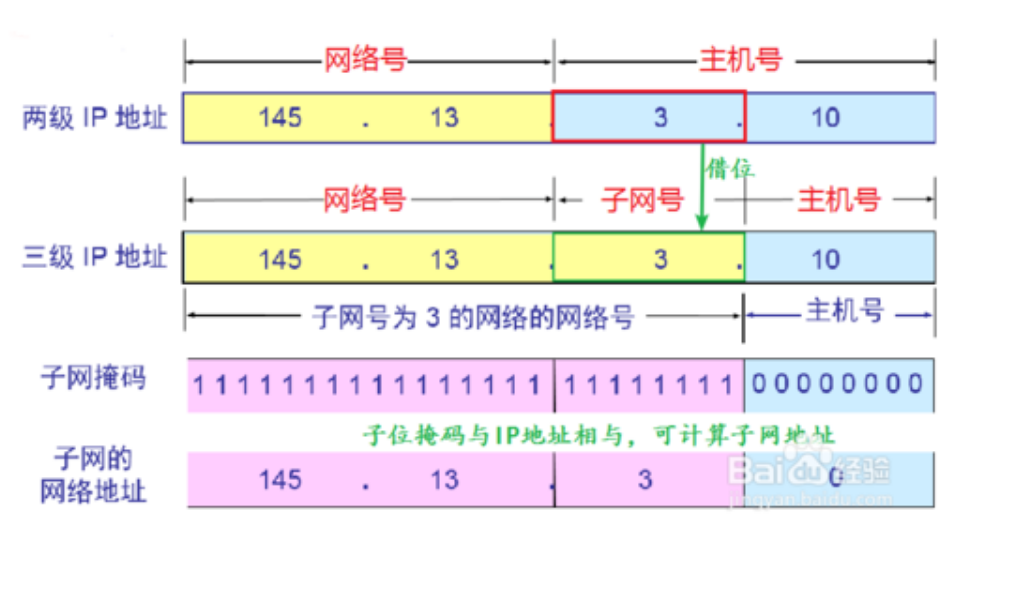 网络号 主机号
两级 IP 地址 145 . 13 . 3 . 10
借位
网络号 子网号 主机号
三级 IP 地址 145 . 13 . 3 . 10
子网号为 3 的网络的网络号 主机号
子网掩码 1 1 1 1 1 1 1 1 1 1 1 1 1 1 1 1 1 1 1 1 1 1 1 1 0 0 0 0 0 0 0 0
子位掩码与IP地址相与，可计算子网地址
子网的
网络地址 145 . 13 . 3 . 0
Baidu经验
jingyan.baidu.com